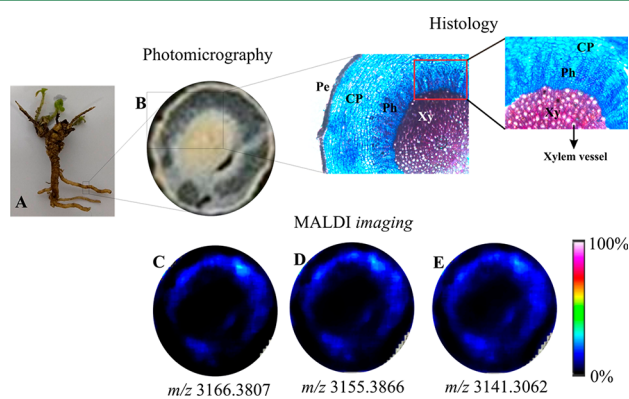 Histology
Photomicrography
CP
Ph
Xy
Xylem vessel
Pe
CP
Ph
Xy
B
A
MALDI imaging
C
D
E
100%
0%
m/z 3166.3807
m/z 3155.3866
m/z 3141.3062